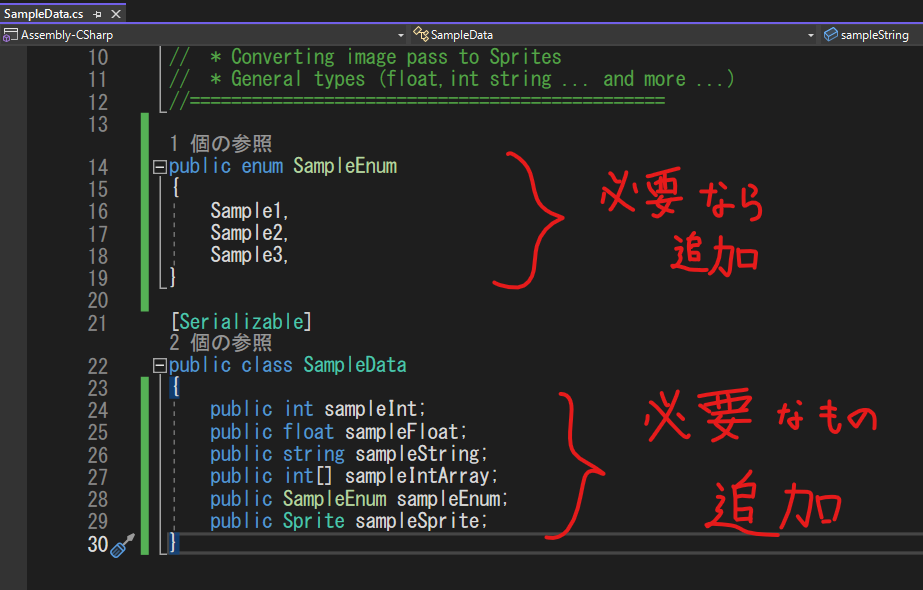 SampleData.cs
Assembly-CSharp
SampleData
sampleString
10 // * Converting image pass to Sprites
11 // * General types (float,int string ... and more ...)
12 //==============================================
13
1 個の参照
14 public enum SampleEnum
15 {
16 Sample1,
17 Sample2,
18 Sample3,
19 }
20
必要なら
追加
21 [Serializable]
2 個の参照
22 public class SampleData
23 {
24 public int sampleInt;
25 public float sampleFloat;
26 public string sampleString;
27 public int[] sampleIntArray;
28 public SampleEnum sampleEnum;
29 public Sprite sampleSprite;
30 }
必要なもの
追加